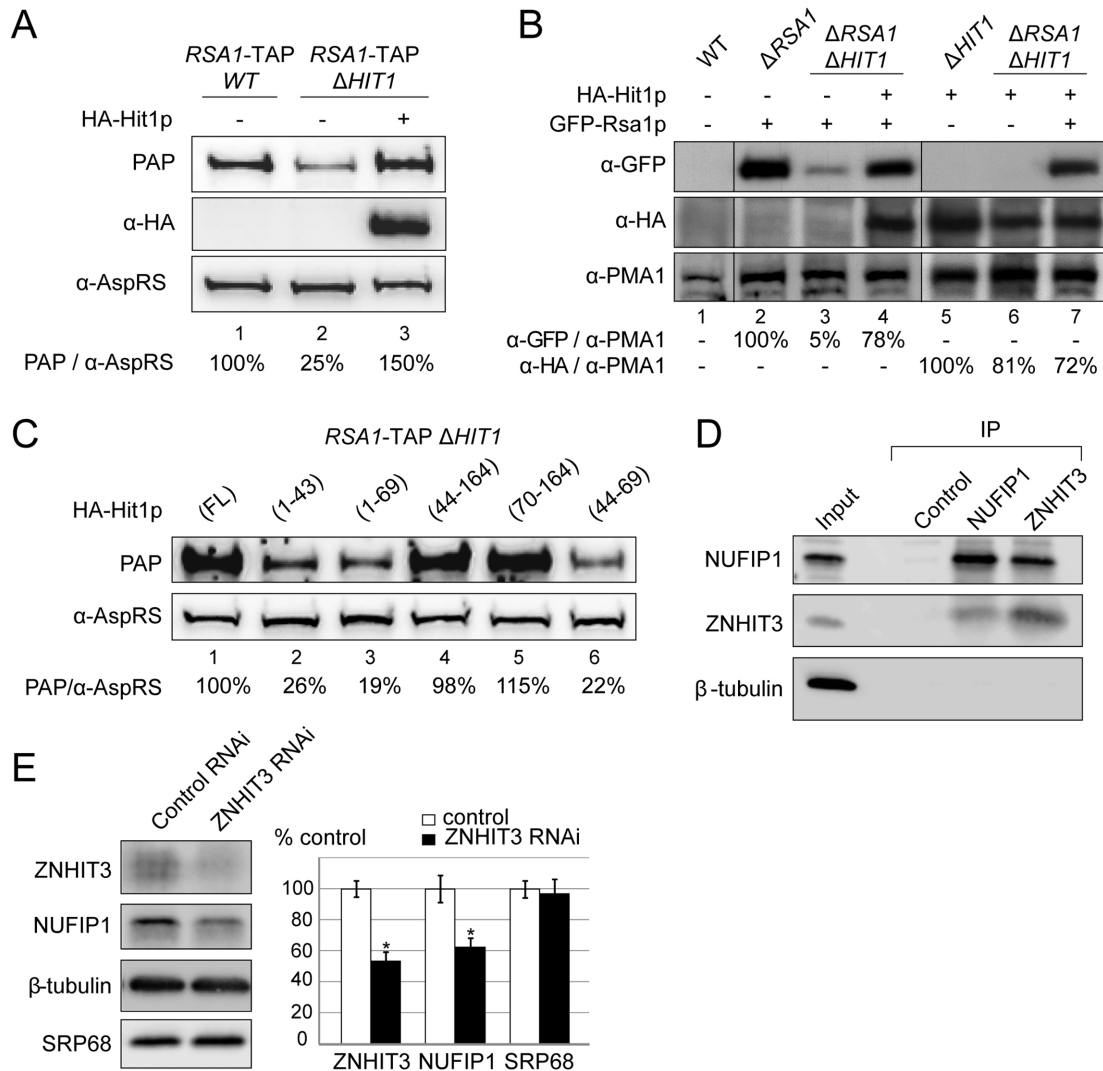 A
RSA1-TAP WT
RSA1-TAP ΔHIT1
HA-Hit1p - - +
PAP
α-HA
α-AspRS
1 2 3
PAP / α-AspRS 100% 25% 150%
B
WT ΔRSA1 ΔRSA1 ΔHIT1 ΔHIT1 ΔRSA1 ΔHIT1
HA-Hit1p - - - + + + +
GFP-Rsa1p - + + + - - +
α-GFP
α-HA
α-PMA1
1 2 3 4 5 6 7
α-GFP / α-PMA1 - 100% 5% 78% - - -
α-HA / α-PMA1 - - - - 100% 81% 72%
C
RSA1-TAP ΔHIT1
HA-Hit1p (FL) (1-43) (1-69) (44-164) (70-164) (44-69)
PAP
α-AspRS
1 2 3 4 5 6
PAP/α-AspRS 100% 26% 19% 98% 115% 22%
D
IP
Input Control NUFIP1 ZNHIT3
NUFIP1
ZNHIT3
β-tubulin
E
Control RNAi ZNHIT3 RNAi
ZNHIT3
NUFIP1
β-tubulin
SRP68
% control
control
ZNHIT3 RNAi
100
80
60
40
20
0
* *
ZNHIT3 NUFIP1 SRP68